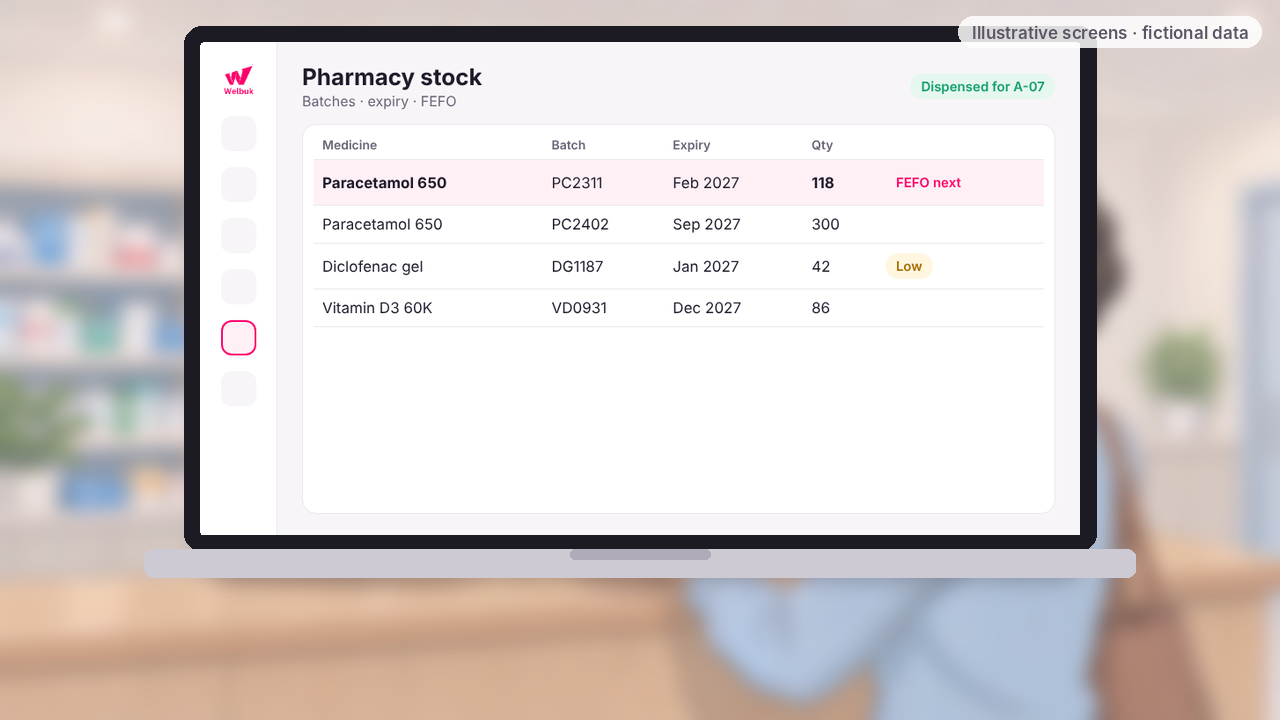 Illustrative screens · fictional data
Welbuk
Pharmacy stock
Batches · expiry · FEFO
Dispensed for A-07
Medicine Batch Expiry Qty
Paracetamol 650 PC2311 Feb 2027 118 FEFO next
Paracetamol 650 PC2402 Sep 2027 300
Diclofenac gel DG1187 Jan 2027 42 Low
Vitamin D3 60K VD0931 Dec 2027 86